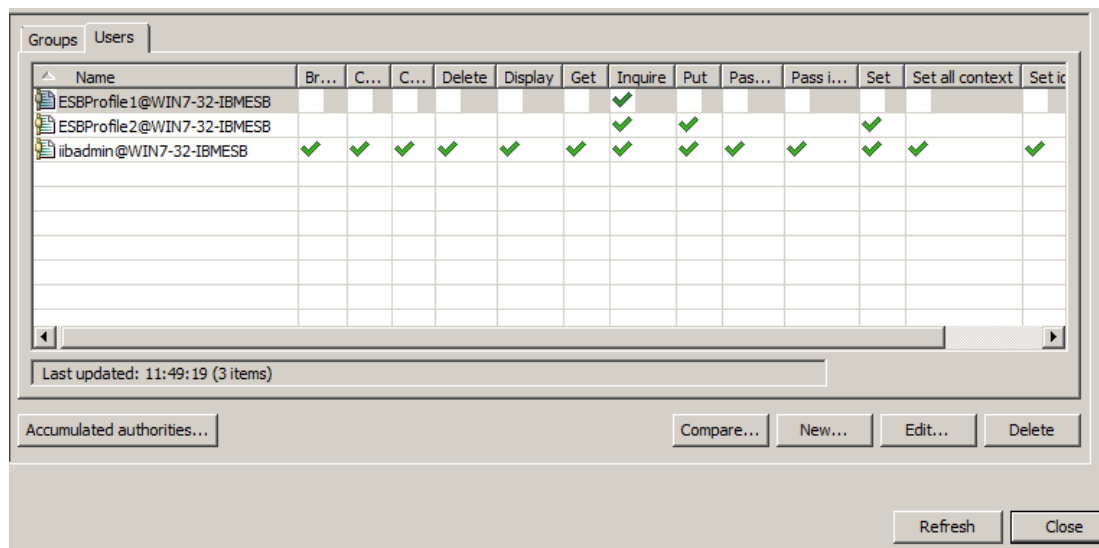 Groups Users
Name Br... C... C... Delete Display Get Inquire Put Pas... Pass i... Set Set all context Set ic
ESBProfile1@WIN7-32-IBMESB
ESBProfile2@WIN7-32-IBMESB
iibadmin@WIN7-32-IBMESB
Last updated: 11:49:19 (3 items)
Accumulated authorities... Compare... New... Edit... Delete
Refresh Close